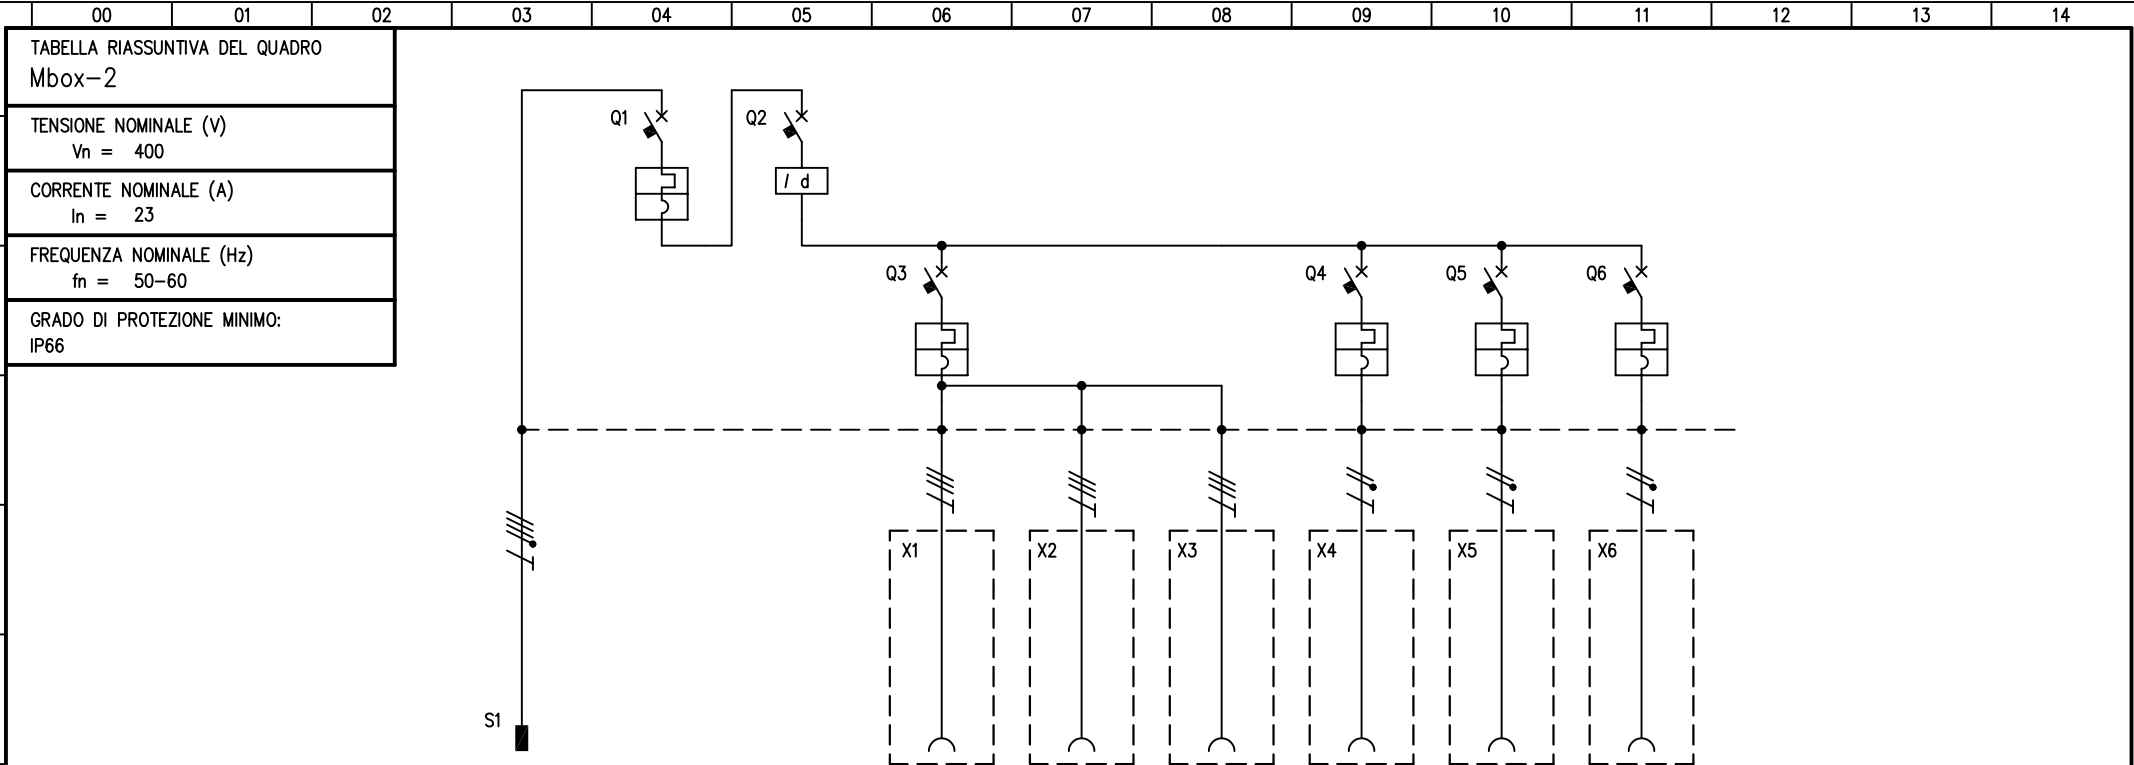 00 01 02 03 04 05 06 07 08 09 10 11 12 13 14
TABELLA RIASSUNTIVA DEL QUADRO
Mbox-2
TENSIONE NOMINALE (V)
Vn = 400
CORRENTE NOMINALE (A)
In = 23
FREQUENZA NOMINALE (Hz)
fn = 50-60
GRADO DI PROTEZIONE MINIMO:
IP66
Q1 Q2
I d
Q3 Q4 Q5 Q6
X1 X2 X3 X4 X5 X6
S1